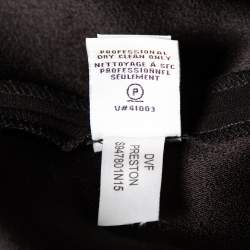 PROFESSIONAL
DRY CLEAN ONLY
NETTOYAGE A SEC
PROFESSIONNEL
SEULEMENT
P
U#41003
DVF
PRESTON
S947801N15